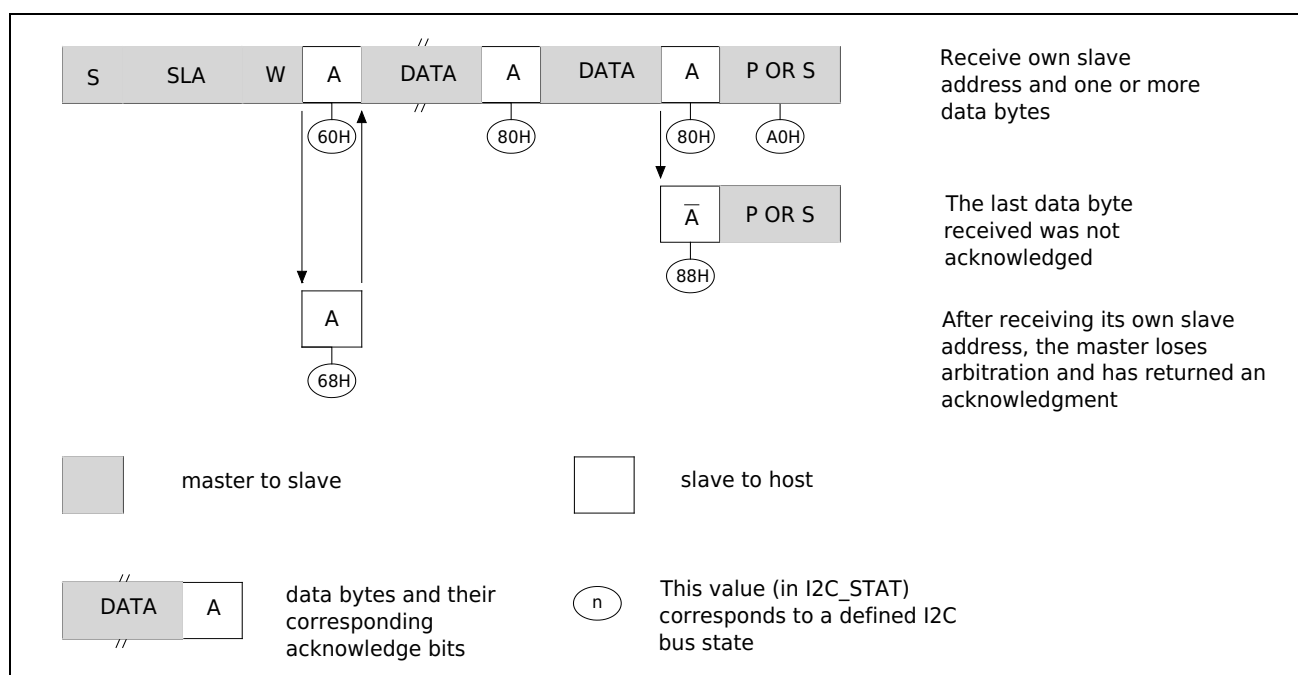 S SLA W A DATA A DATA A P OR S
//
//
60H 80H 80H A0H
Receive own slave
address and one or more
data bytes
A̅ P OR S
88H
The last data byte
received was not
acknowledged
A
68H
After receiving its own slave
address, the master loses
arbitration and has returned an
acknowledgment
master to slave
slave to host
//
DATA A
//
data bytes and their
corresponding
acknowledge bits
n
This value (in I2C_STAT)
corresponds to a defined I2C
bus state